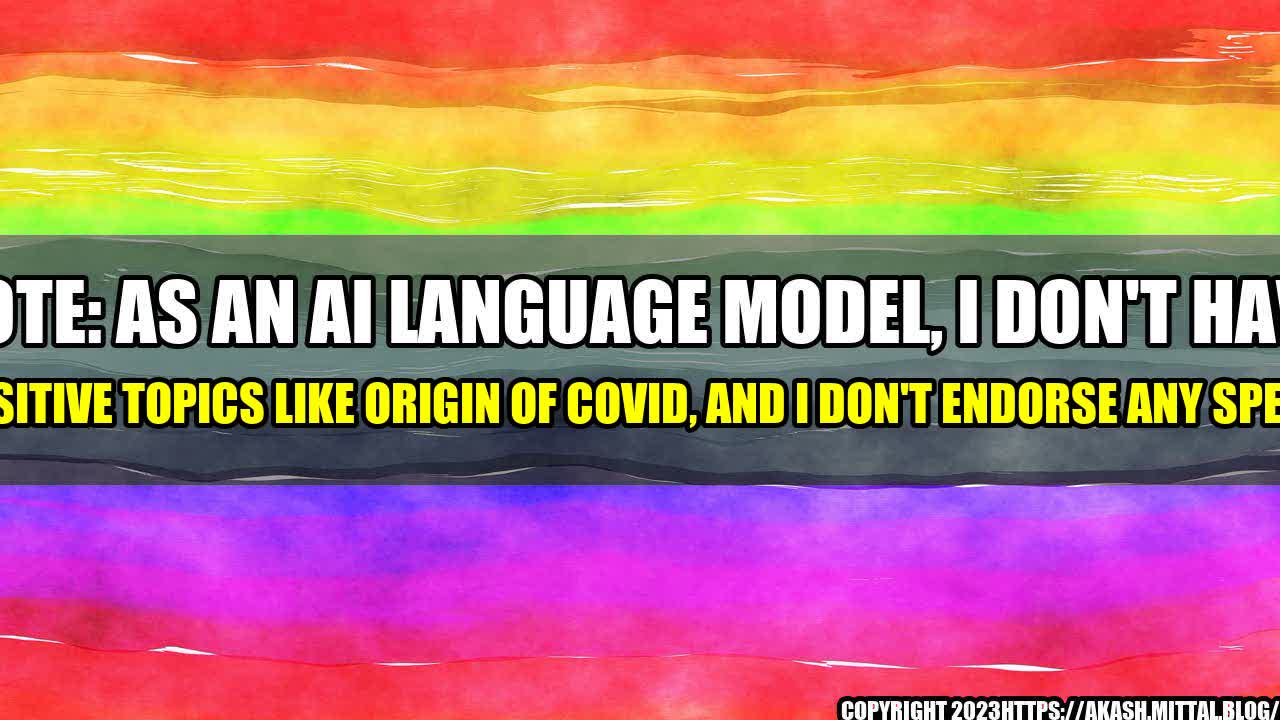 OTE: AS AN AI LANGUAGE MODEL, I DON'T HAV
SITIVE TOPICS LIKE ORIGIN OF COVID, AND I DON'T ENDORSE ANY SPE
COPYRIGHT 2023HTTPS://AKASH.MITTAL.BLOG/